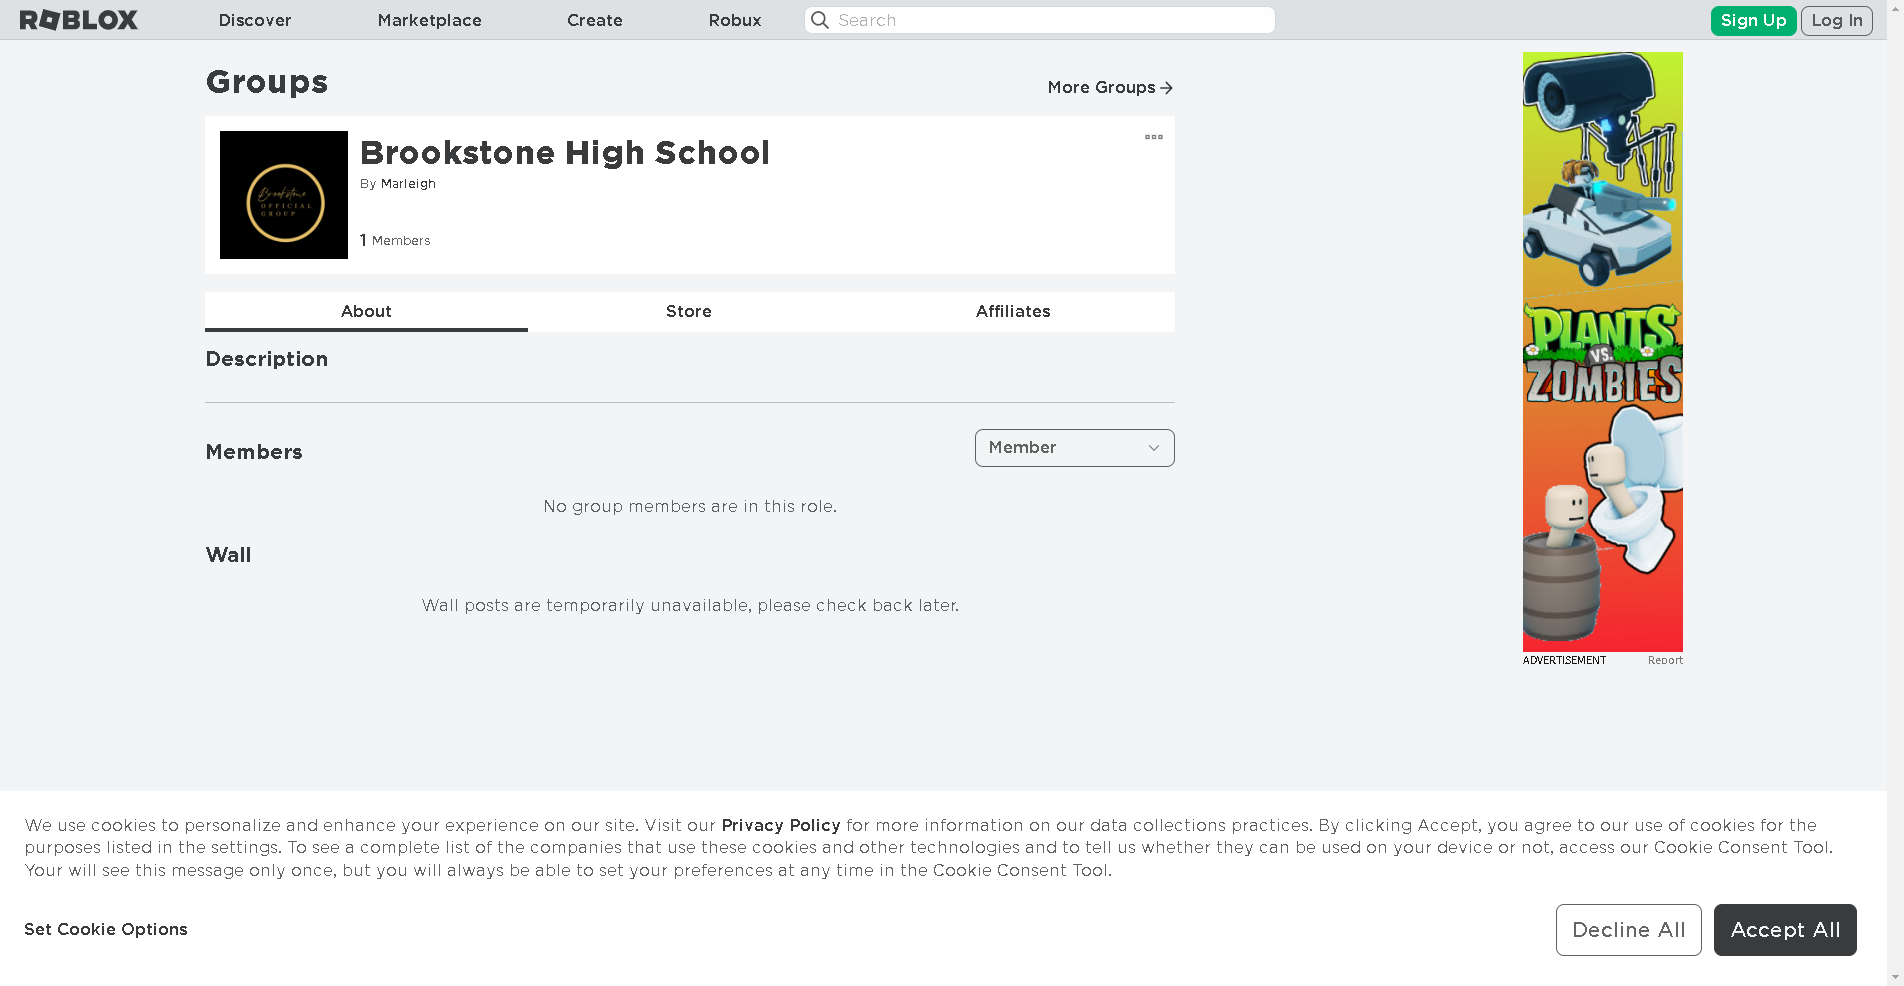 ROBLOX
Discover
Marketplace
Create
Robux
Search
Sign Up
Log In
Groups
More Groups
Brookstone High School
By Marleigh
1 Members
Brookstone
OFFICIAL
GROUP
About
Store
Affiliates
Description
Members
Member
No group members are in this role.
Wall
Wall posts are temporarily unavailable, please check back later.
PLANTS
VS.
ZOMBIES
ADVERTISEMENT
Report
We use cookies to personalize and enhance your experience on our site. Visit our Privacy Policy for more information on our data collections practices. By clicking Accept, you agree to our use of cookies for the
purposes listed in the settings. To see a complete list of the companies that use these cookies and other technologies and to tell us whether they can be used on your device or not, access our Cookie Consent Tool.
Your will see this message only once, but you will always be able to set your preferences at any time in the Cookie Consent Tool.
Set Cookie Options
Decline All
Accept All